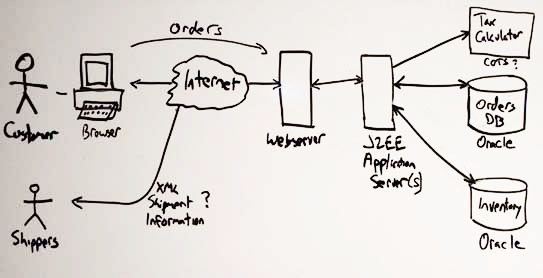 Orders
Internet
Customer
Browser
Webserver
J2EE
Application
Server(s)
Tax
Calculator
COTS?
Orders
DB
Oracle
Inventory
Oracle
XML
Shipment ?
Information
Shippers